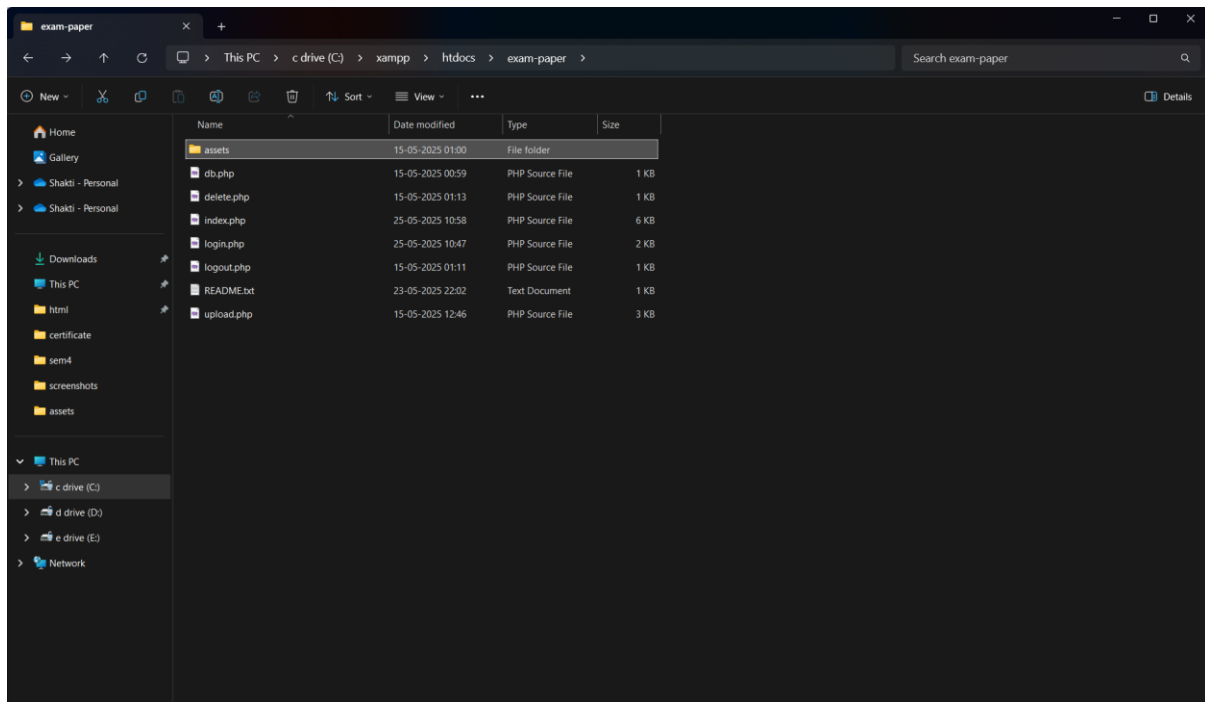 exam-paper
This PC > c drive (C:) > xampp > htdocs > exam-paper >
Search exam-paper
New
Sort
View
Details
Home
Gallery
Shakti - Personal
Shakti - Personal
Downloads
This PC
html
certificate
sem4
screenshots
assets
This PC
c drive (C:)
d drive (D:)
e drive (E:)
Network
Name Date modified Type Size
assets 15-05-2025 01:00 File folder
db.php 15-05-2025 00:59 PHP Source File 1 KB
delete.php 15-05-2025 01:13 PHP Source File 1 KB
index.php 25-05-2025 10:58 PHP Source File 6 KB
login.php 25-05-2025 10:47 PHP Source File 2 KB
logout.php 15-05-2025 01:11 PHP Source File 1 KB
README.txt 23-05-2025 22:02 Text Document 1 KB
upload.php 15-05-2025 12:46 PHP Source File 3 KB